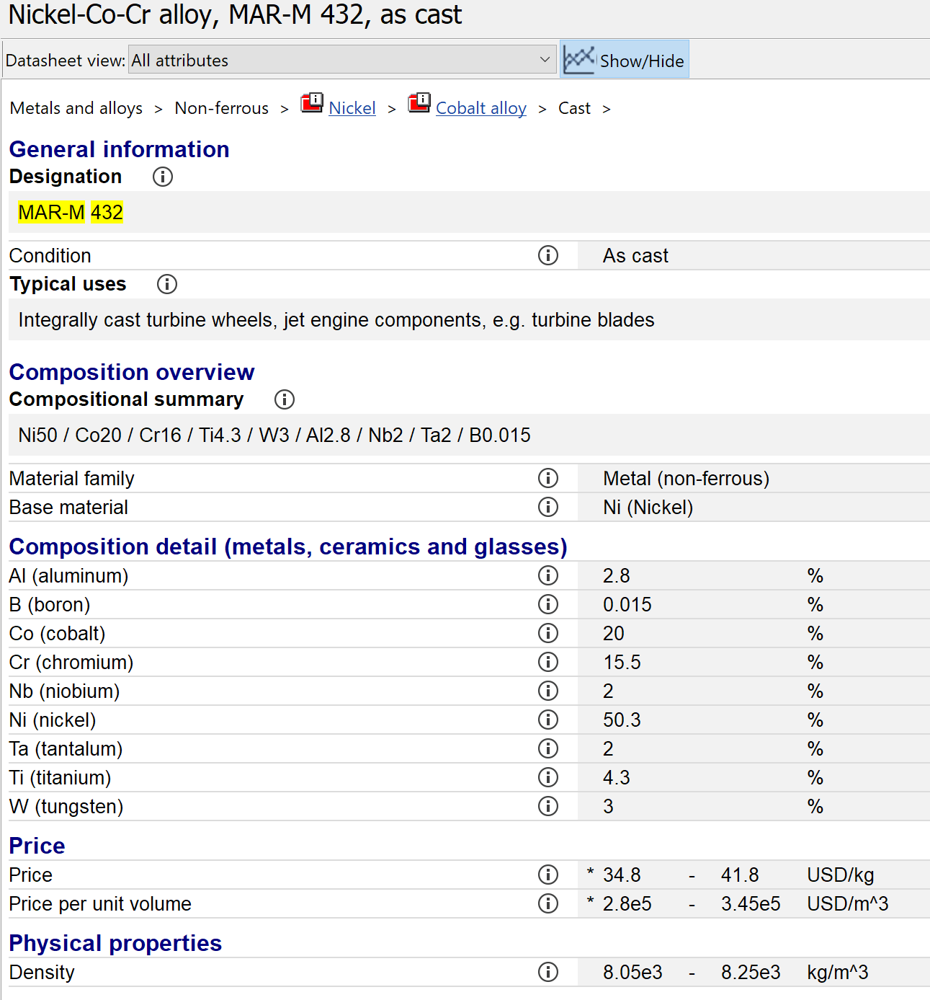 Nickel-Co-Cr alloy, MAR-M 432, as cast
Datasheet view: All attributes Show/Hide
Metals and alloys > Non-ferrous > Nickel > Cobalt alloy > Cast >
General information
Designation
MAR-M 432
Condition As cast
Typical uses
Integrally cast turbine wheels, jet engine components, e.g. turbine blades
Composition overview
Compositional summary
Ni50 / Co20 / Cr16 / Ti4.3 / W3 / Al2.8 / Nb2 / Ta2 / B0.015
Material family Metal (non-ferrous)
Base material Ni (Nickel)
Composition detail (metals, ceramics and glasses)
Al (aluminum) 2.8 %
B (boron) 0.015 %
Co (cobalt) 20 %
Cr (chromium) 15.5 %
Nb (niobium) 2 %
Ni (nickel) 50.3 %
Ta (tantalum) 2 %
Ti (titanium) 4.3 %
W (tungsten) 3 %
Price
Price * 34.8 - 41.8 USD/kg
Price per unit volume * 2.8e5 - 3.45e5 USD/m^3
Physical properties
Density 8.05e3 - 8.25e3 kg/m^3